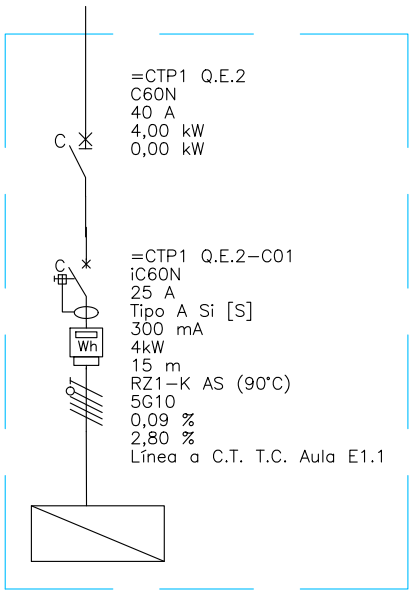 =CTP1 Q.E.2
C60N
40 A
4,00 kW
0,00 kW
C
=CTP1 Q.E.2-C01
iC60N
25 A
Tipo A Si [S]
300 mA
4kW
15 m
RZ1-K AS (90°C)
5G10
0,09 %
2,80 %
Línea a C.T. T.C. Aula E1.1
C
Wh